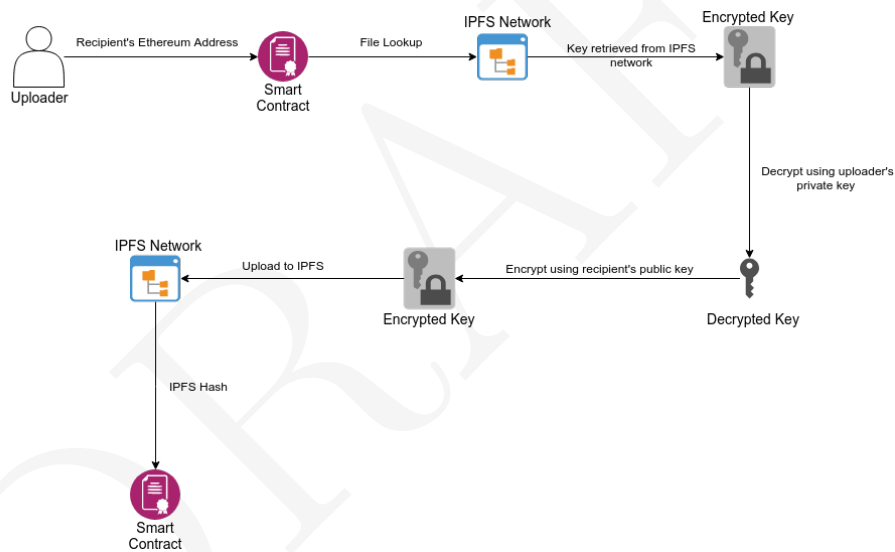 IPFS Network
Encrypted Key
Recipient's Ethereum Address
File Lookup
Key retrieved from IPFS
network
Uploader
Smart
Contract
Decrypt using uploader's
private key
IPFS Network
Upload to IPFS
Encrypt using recipient's public key
Encrypted Key
Decrypted Key
IPFS Hash
Smart
Contract
DRAF